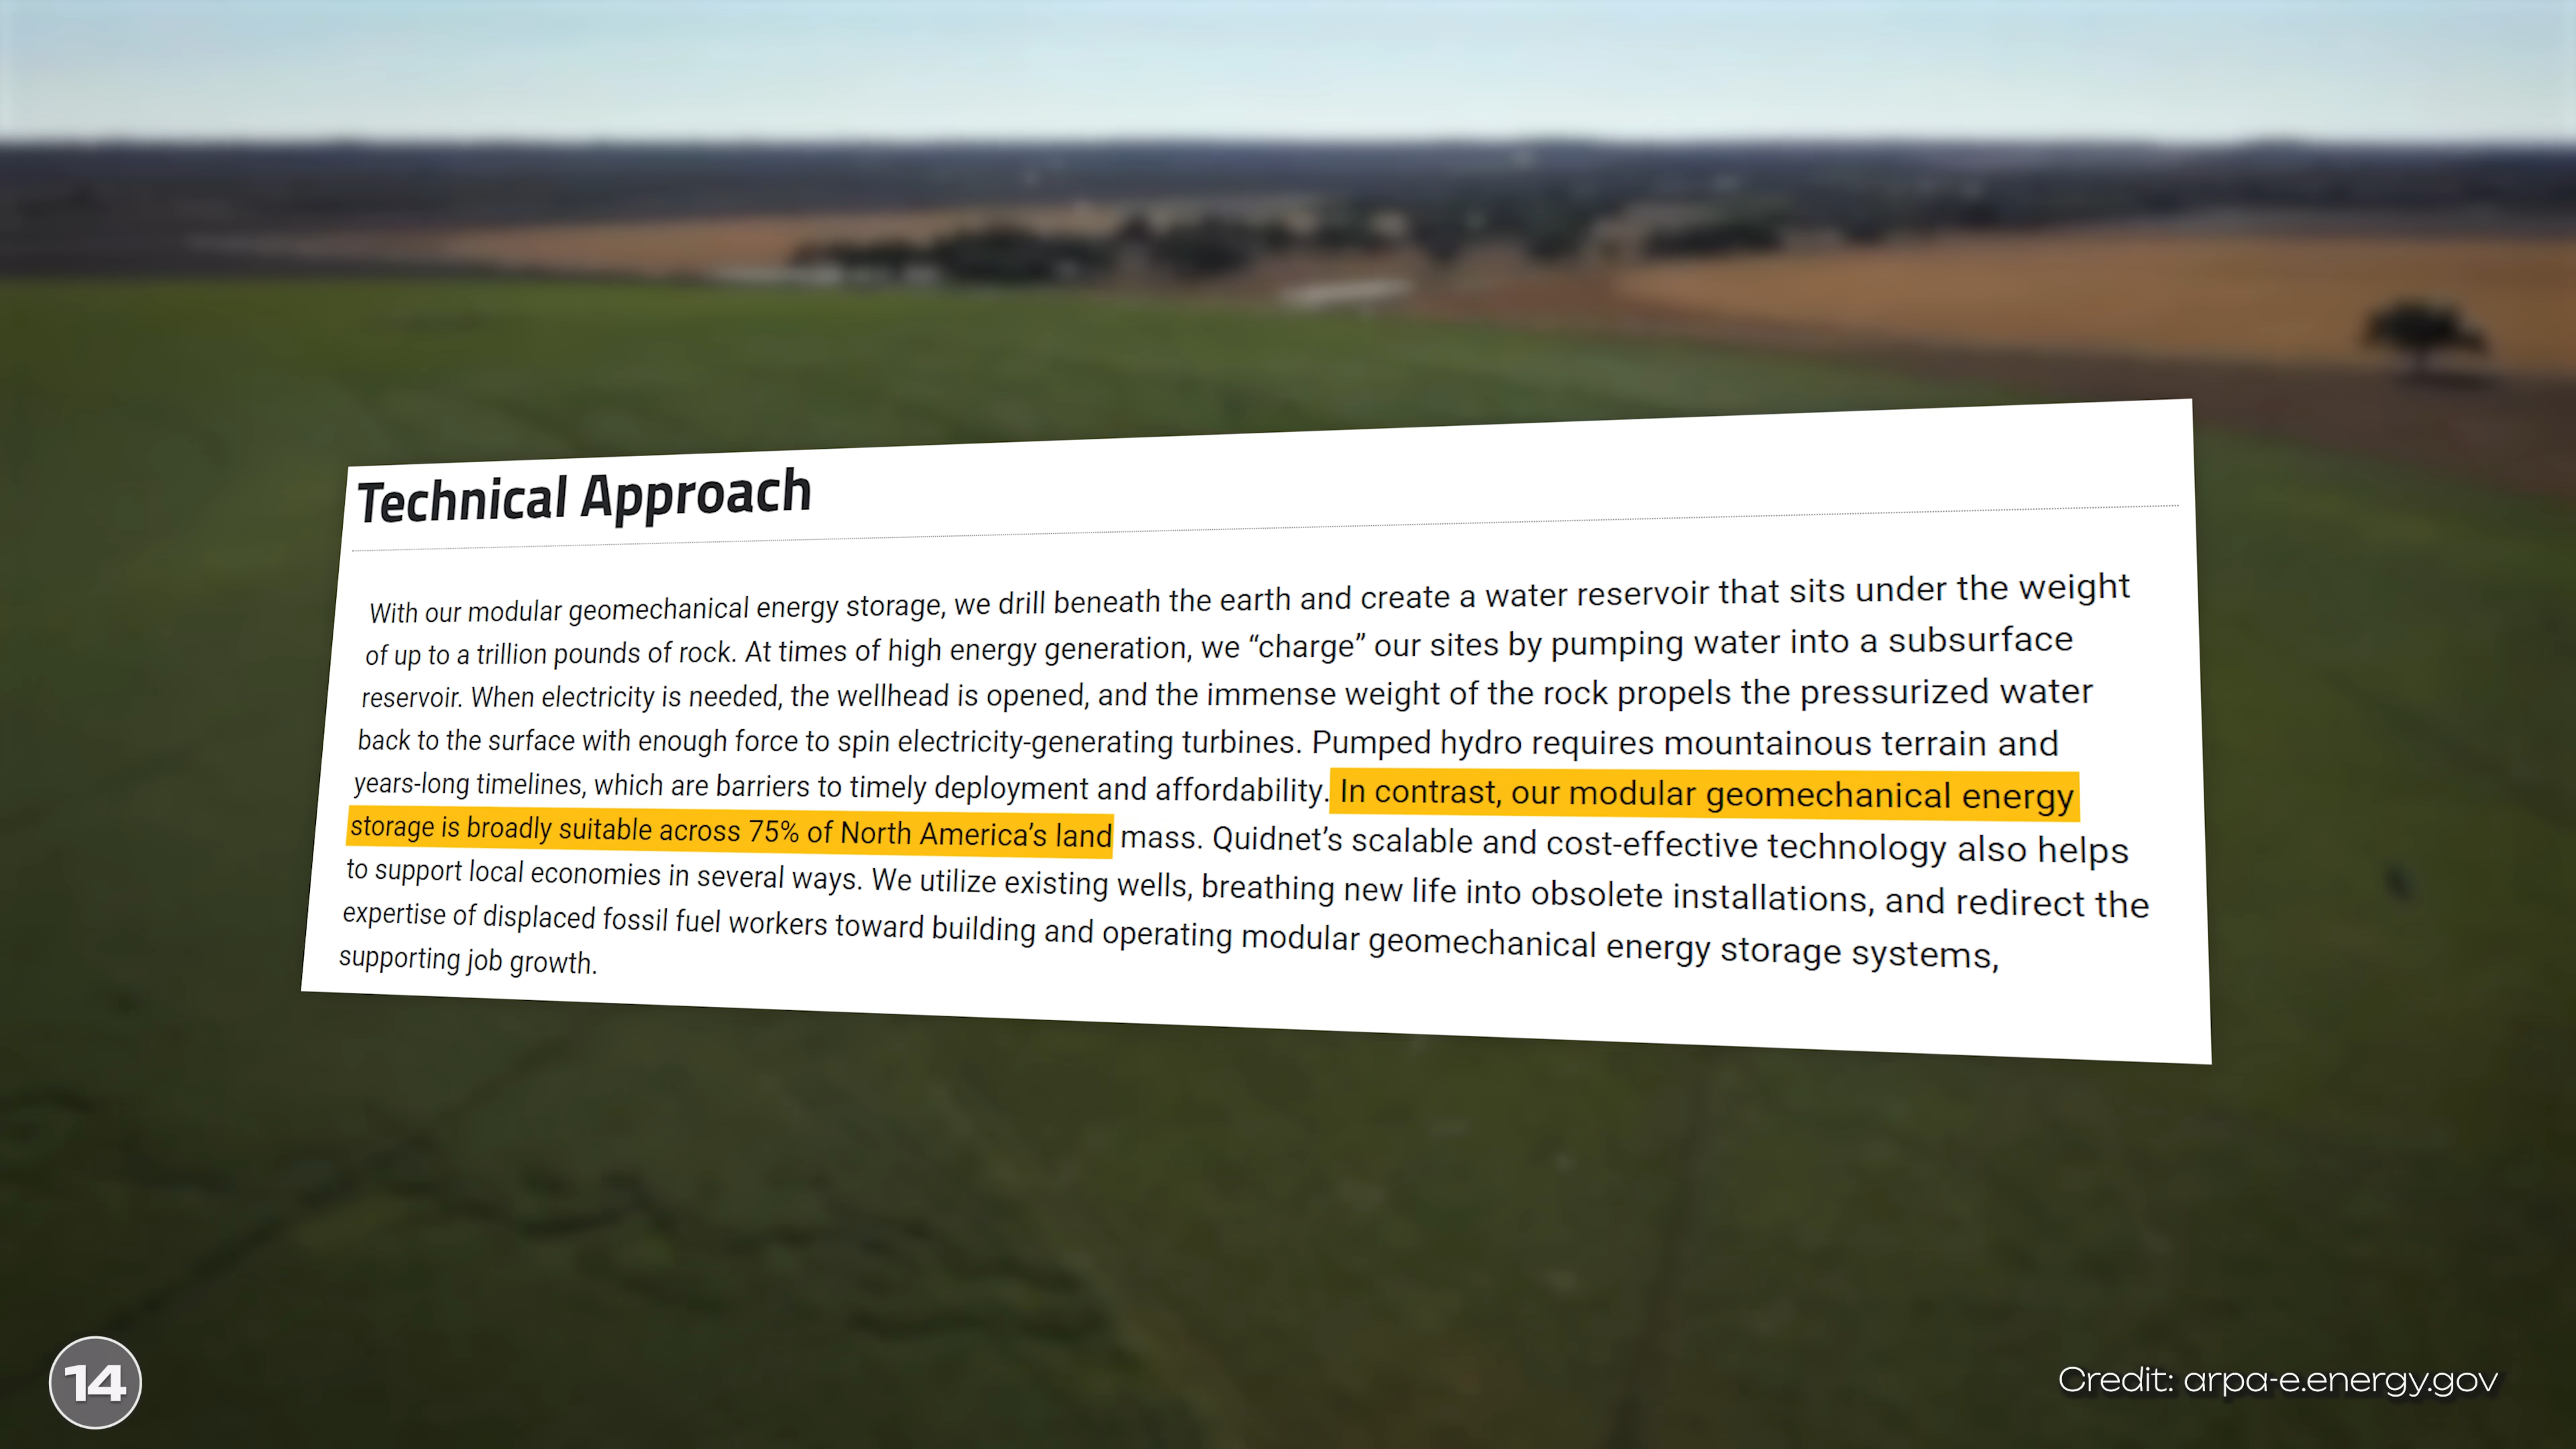 Technical Approach
With our modular geomechanical energy storage, we drill beneath the earth and create a water reservoir that sits under the weight
of up to a trillion pounds of rock. At times of high energy generation, we “charge” our sites by pumping water into a subsurface
reservoir. When electricity is needed, the wellhead is opened, and the immense weight of the rock propels the pressurized water
back to the surface with enough force to spin electricity-generating turbines. Pumped hydro requires mountainous terrain and
years-long timelines, which are barriers to timely deployment and affordability. In contrast, our modular geomechanical energy
storage is broadly suitable across 75% of North America’s land mass. Quidnet’s scalable and cost-effective technology also helps
to support local economies in several ways. We utilize existing wells, breathing new life into obsolete installations, and redirect the
expertise of displaced fossil fuel workers toward building and operating modular geomechanical energy storage systems,
supporting job growth.
14
Credit: arpa-e.energy.gov